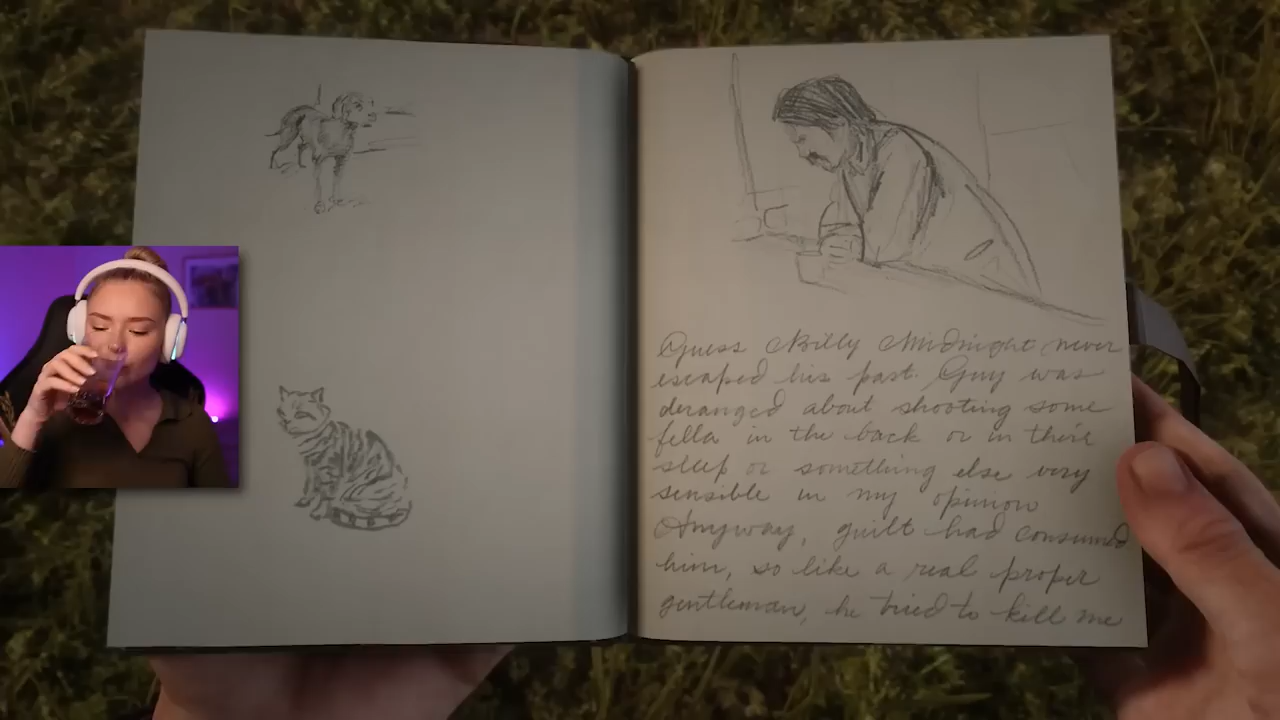 Guess Billy Midnight never
escaped his past. Guy was
deranged about shooting some
fella in the back or in their
sleep or something else very
sensible in my opinion
Anyway, guilt had consumed
him, so like a real proper
gentleman, he tried to kill me